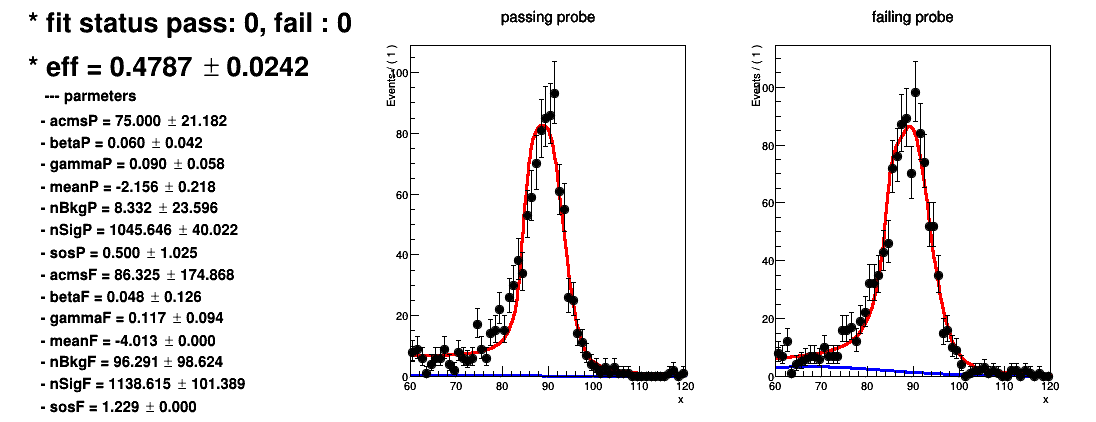 * fit status pass: 0, fail : 0
* eff = 0.4787 ± 0.0242
--- parmeters
- acmsP = 75.000 ± 21.182
- betaP = 0.060 ± 0.042
- gammaP = 0.090 ± 0.058
- meanP = -2.156 ± 0.218
- nBkgP = 8.332 ± 23.596
- nSigP = 1045.646 ± 40.022
- sosP = 0.500 ± 1.025
- acmsF = 86.325 ± 174.868
- betaF = 0.048 ± 0.126
- gammaF = 0.117 ± 0.094
- meanF = -4.013 ± 0.000
- nBkgF = 96.291 ± 98.624
- nSigF = 1138.615 ± 101.389
- sosF = 1.229 ± 0.000
passing probe
Events / ( 1 )
100
80
60
40
20
0
60 70 80 90 100 110 120
x
failing probe
Events / ( 1 )
100
80
60
40
20
0
60 70 80 90 100 110 120
x